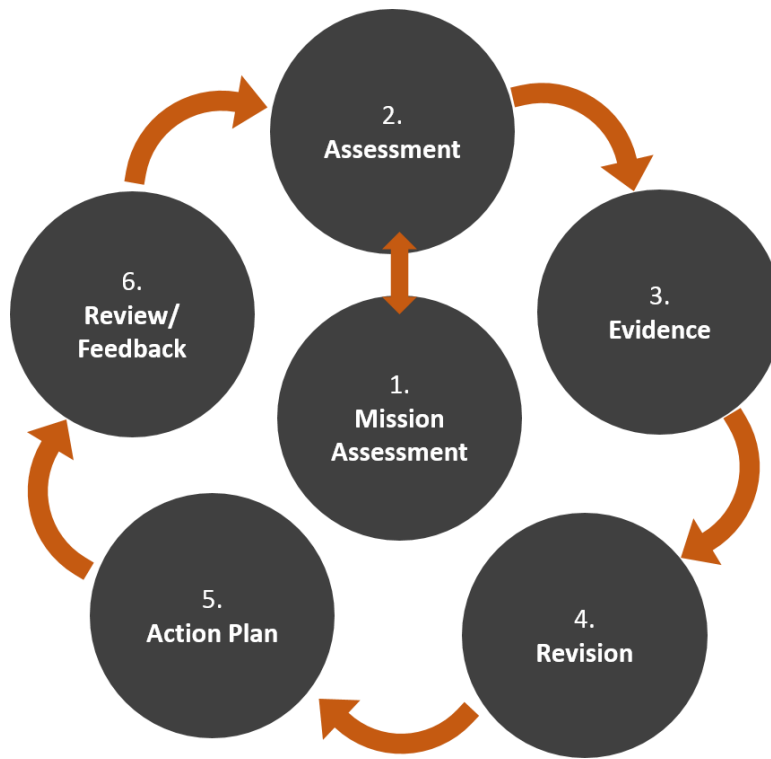 2.
Assessment
3.
Evidence
6.
Review/
Feedback
1.
Mission
Assessment
5.
Action Plan
4.
Revision